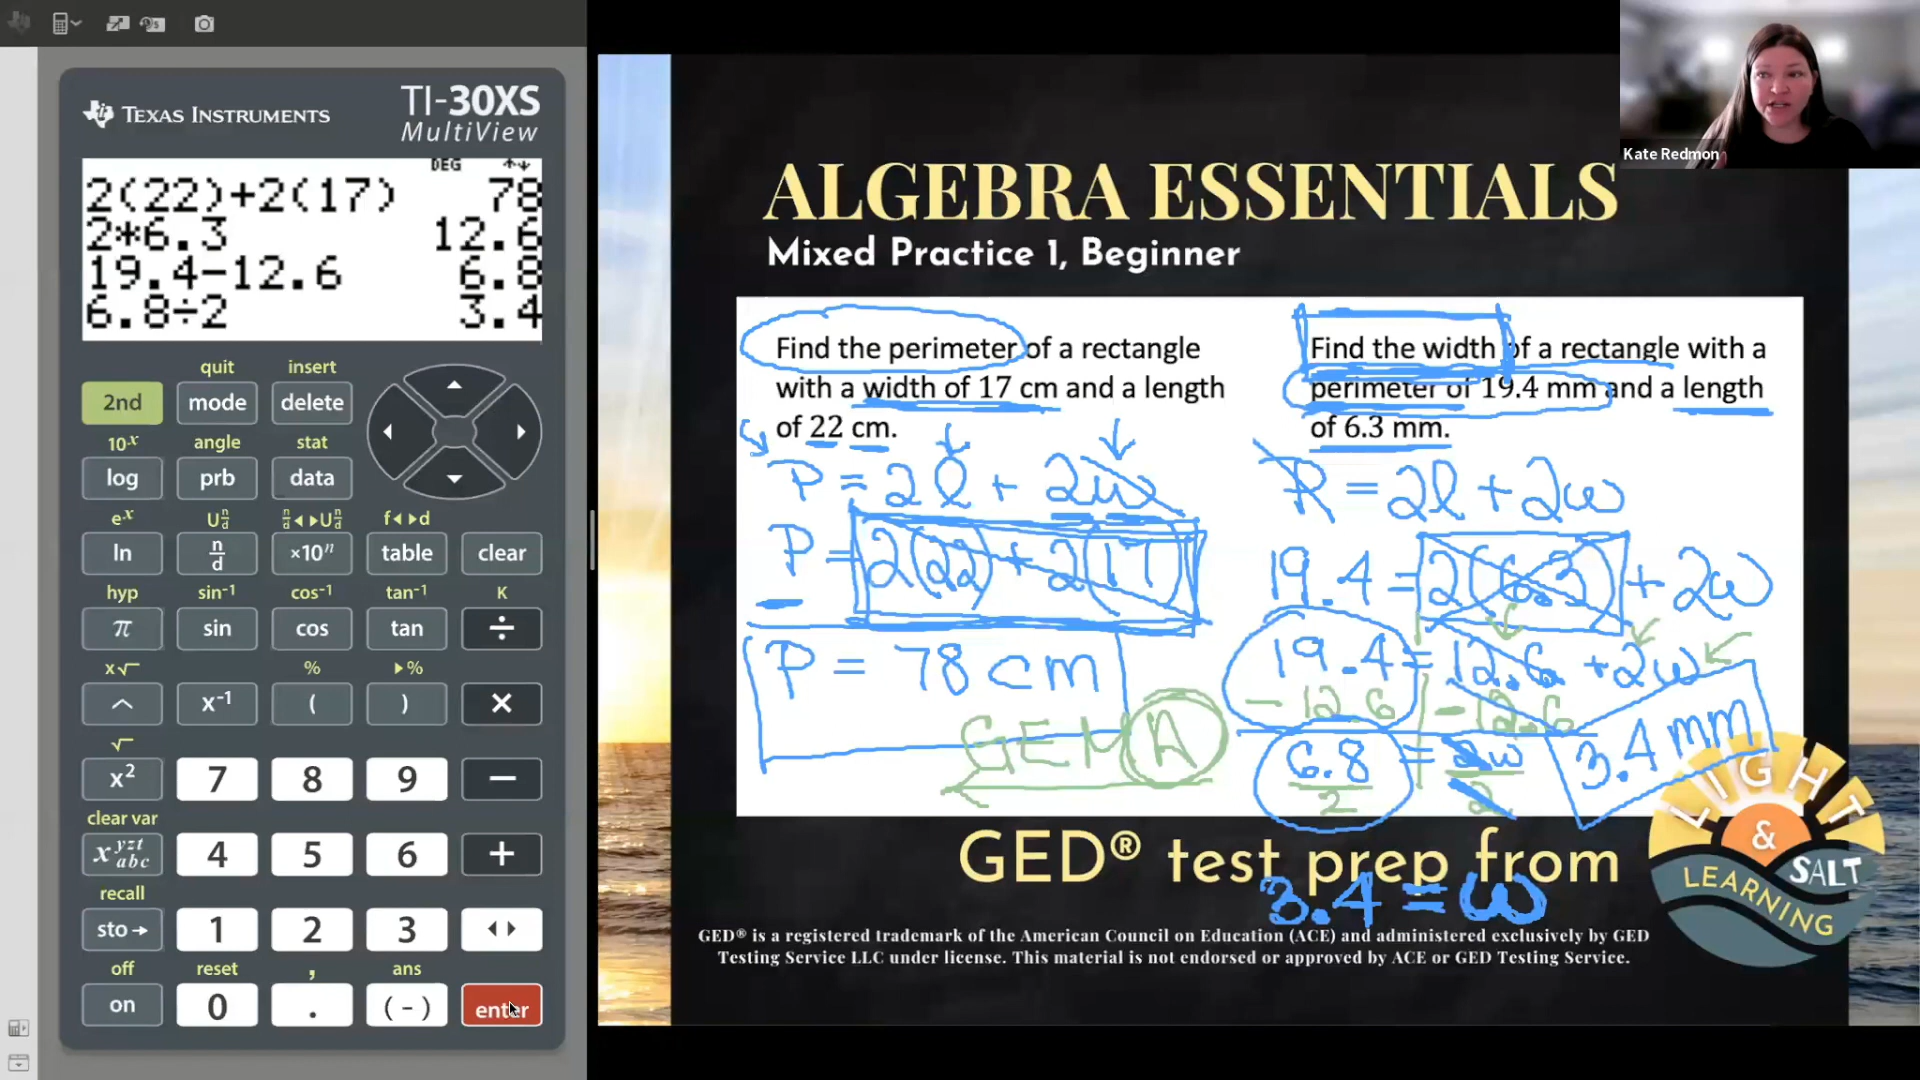 TEXAS INSTRUMENTS
TI-30XS
MultiView
DEG
2(22)+2(17) 78
2*6.3 12.6
19.4-12.6 6.8
6.8÷2 3.4
quit insert
2nd mode delete
10ˣ angle stat
log prb data
eˣ U n/d n/d ◄►U n/d f◄►d
ln n/d ×10ⁿ table clear
hyp sin⁻¹ cos⁻¹ tan⁻¹ K
π sin cos tan ÷
x√ % ►%
^ x⁻¹ ( ) ×
√
x² 7 8 9 −
clear var
x yzt abc 4 5 6 +
recall
sto→ 1 2 3 ◄►
off reset , ans
on 0 . (-) enter
Kate Redmon
ALGEBRA ESSENTIALS
Mixed Practice 1, Beginner
Find the perimeter of a rectangle
with a width of 17 cm and a length
of 22 cm.
P = 2l + 2w
P = 2(22) + 2(17)
P = 78 cm
GEMA
Find the width of a rectangle with a
perimeter of 19.4 mm and a length
of 6.3 mm.
P = 2l + 2w
19.4 = 2(6.3) + 2w
19.4 = 12.6 + 2w
- 12.6 - 12.6
6.8 = 2w
2 2
3.4 mm
3.4 = w
GED® test prep from
LIGHT
&
SALT
LEARNING
GED® is a registered trademark of the American Council on Education (ACE) and administered exclusively by GED
Testing Service LLC under license. This material is not endorsed or approved by ACE or GED Testing Service.